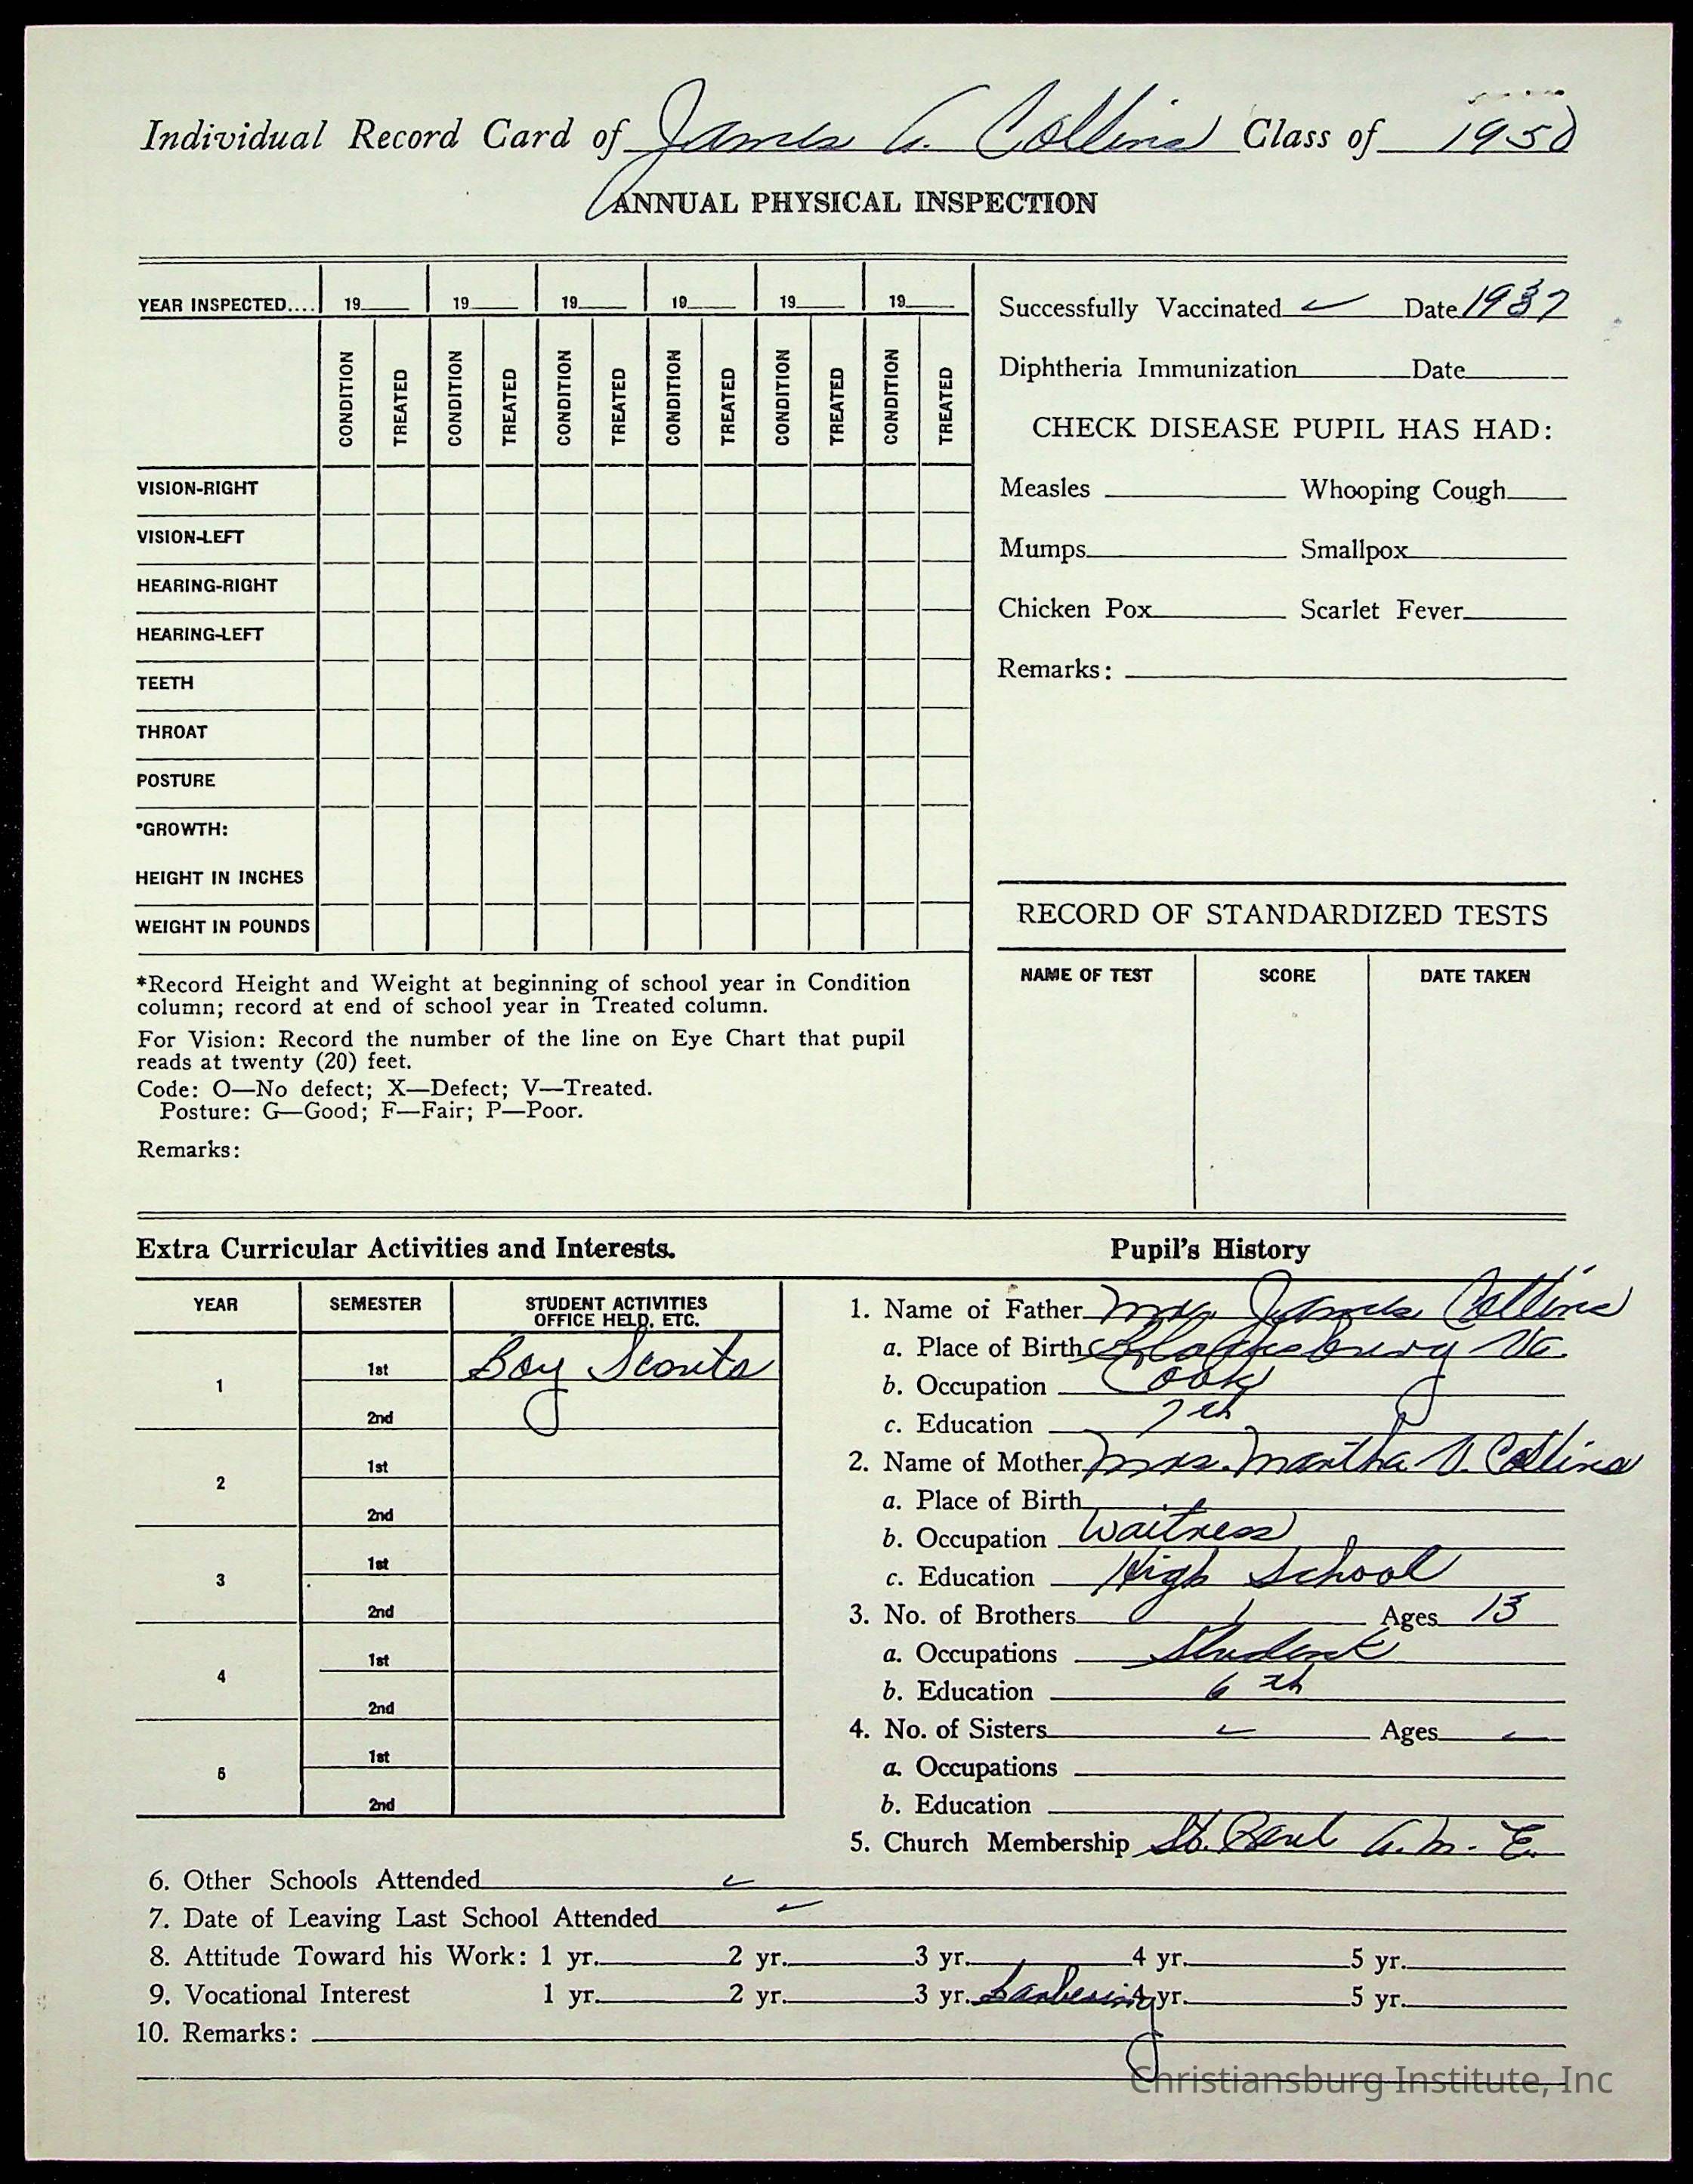 Individual Record Card of James A. Collins Class of 1950
ANNUAL PHYSICAL INSPECTION
YEAR INSPECTED.... 19 19 19 19 19 19
CONDITION TREATED CONDITION TREATED CONDITION TREATED CONDITION TREATED CONDITION TREATED CONDITION TREATED
VISION-RIGHT
VISION-LEFT
HEARING-RIGHT
HEARING-LEFT
TEETH
THROAT
POSTURE
*GROWTH:
HEIGHT IN INCHES
WEIGHT IN POUNDS
*Record Height and Weight at beginning of school year in Condition
column; record at end of school year in Treated column.
For Vision: Record the number of the line on Eye Chart that pupil
reads at twenty (20) feet.
Code: O—No defect; X—Defect; V—Treated.
Posture: G—Good; F—Fair; P—Poor.
Remarks:
Successfully Vaccinated ✓ Date 1937
Diphtheria Immunization Date
CHECK DISEASE PUPIL HAS HAD:
Measles Whooping Cough
Mumps Smallpox
Chicken Pox Scarlet Fever
Remarks:
RECORD OF STANDARDIZED TESTS
NAME OF TEST SCORE DATE TAKEN
Extra Curricular Activities and Interests.
YEAR SEMESTER STUDENT ACTIVITIES
OFFICE HELD, ETC.
1 1st Boy Scouts
2nd
2 1st
2nd
3 1st
2nd
4 1st
2nd
5 1st
2nd
Pupil's History
1. Name of Father James Collins
a. Place of Birth Va.
b. Occupation Cook
c. Education 7th
2. Name of Mother Mrs. Martha V. Collins
a. Place of Birth
b. Occupation Waitress
c. Education High School
3. No. of Brothers 1 Ages 13
a. Occupations Student
b. Education 6th
4. No. of Sisters ✓ Ages ✓
a. Occupations
b. Education
5. Church Membership St. Paul A.M.E.
6. Other Schools Attended ✓
7. Date of Leaving Last School Attended ✓
8. Attitude Toward his Work: 1 yr. 2 yr. 3 yr. 4 yr. 5 yr.
9. Vocational Interest 1 yr. 2 yr. 3 yr. Barbering 4 yr. 5 yr.
10. Remarks:
Christiansburg Institute, Inc